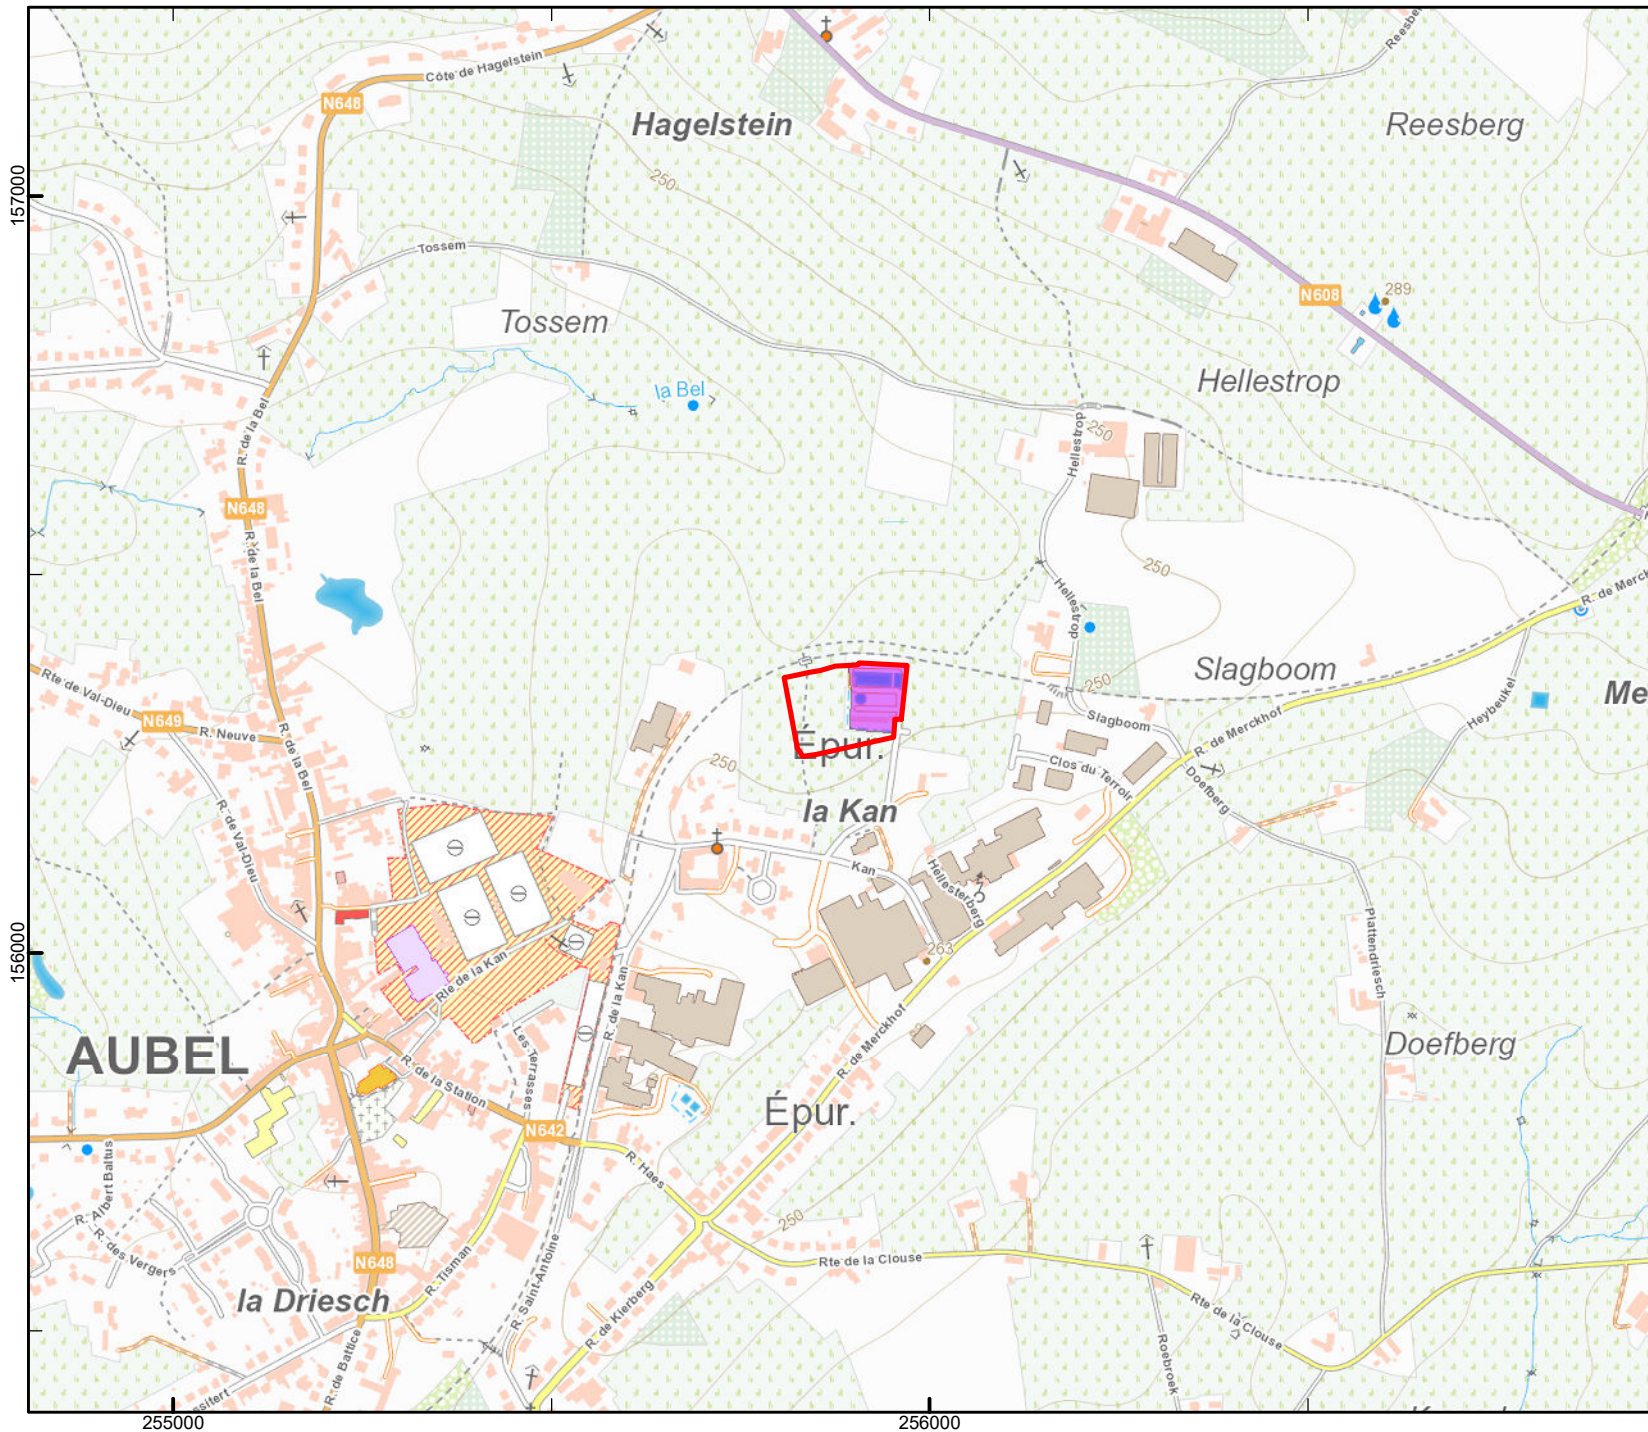 Côte de Hagelstein
N648
Hagelstein
Reesberg
Reesbe
157000
250
Tossem
N608
289
Tossem
la Bel
Hellestrop
R. de la Bel
Hellestrop
250
N648
R. de la Bel
250
R. de Merck
Hellestrop
Slagboom
250
Rte de Val-Dieu
N649
R. Neuve
R. de la Bel
Me
Heybeukel
Slagboom
R. de Merckhof
Épur.
250
Clos du Terroir
Doefberg
la Kan
R. de Val-Dieu
Kan
Hellesterberg
Plattendriesch
263
156000
Rle de la Kan
R. de la Kan
AUBEL
R. de la Station
Les Terrasses
R. de Merckhof
Doefberg
Épur.
N642
R. Haes
R. Albert Baltus
R. des Vergers
250
N648
R. Tisman
R. Saint-Antoine
Rte de la Clouse
la Driesch
R. de Kierberg
Rte de la Clouse
R. de Battice
Roebroek
ssitert
255000
256000